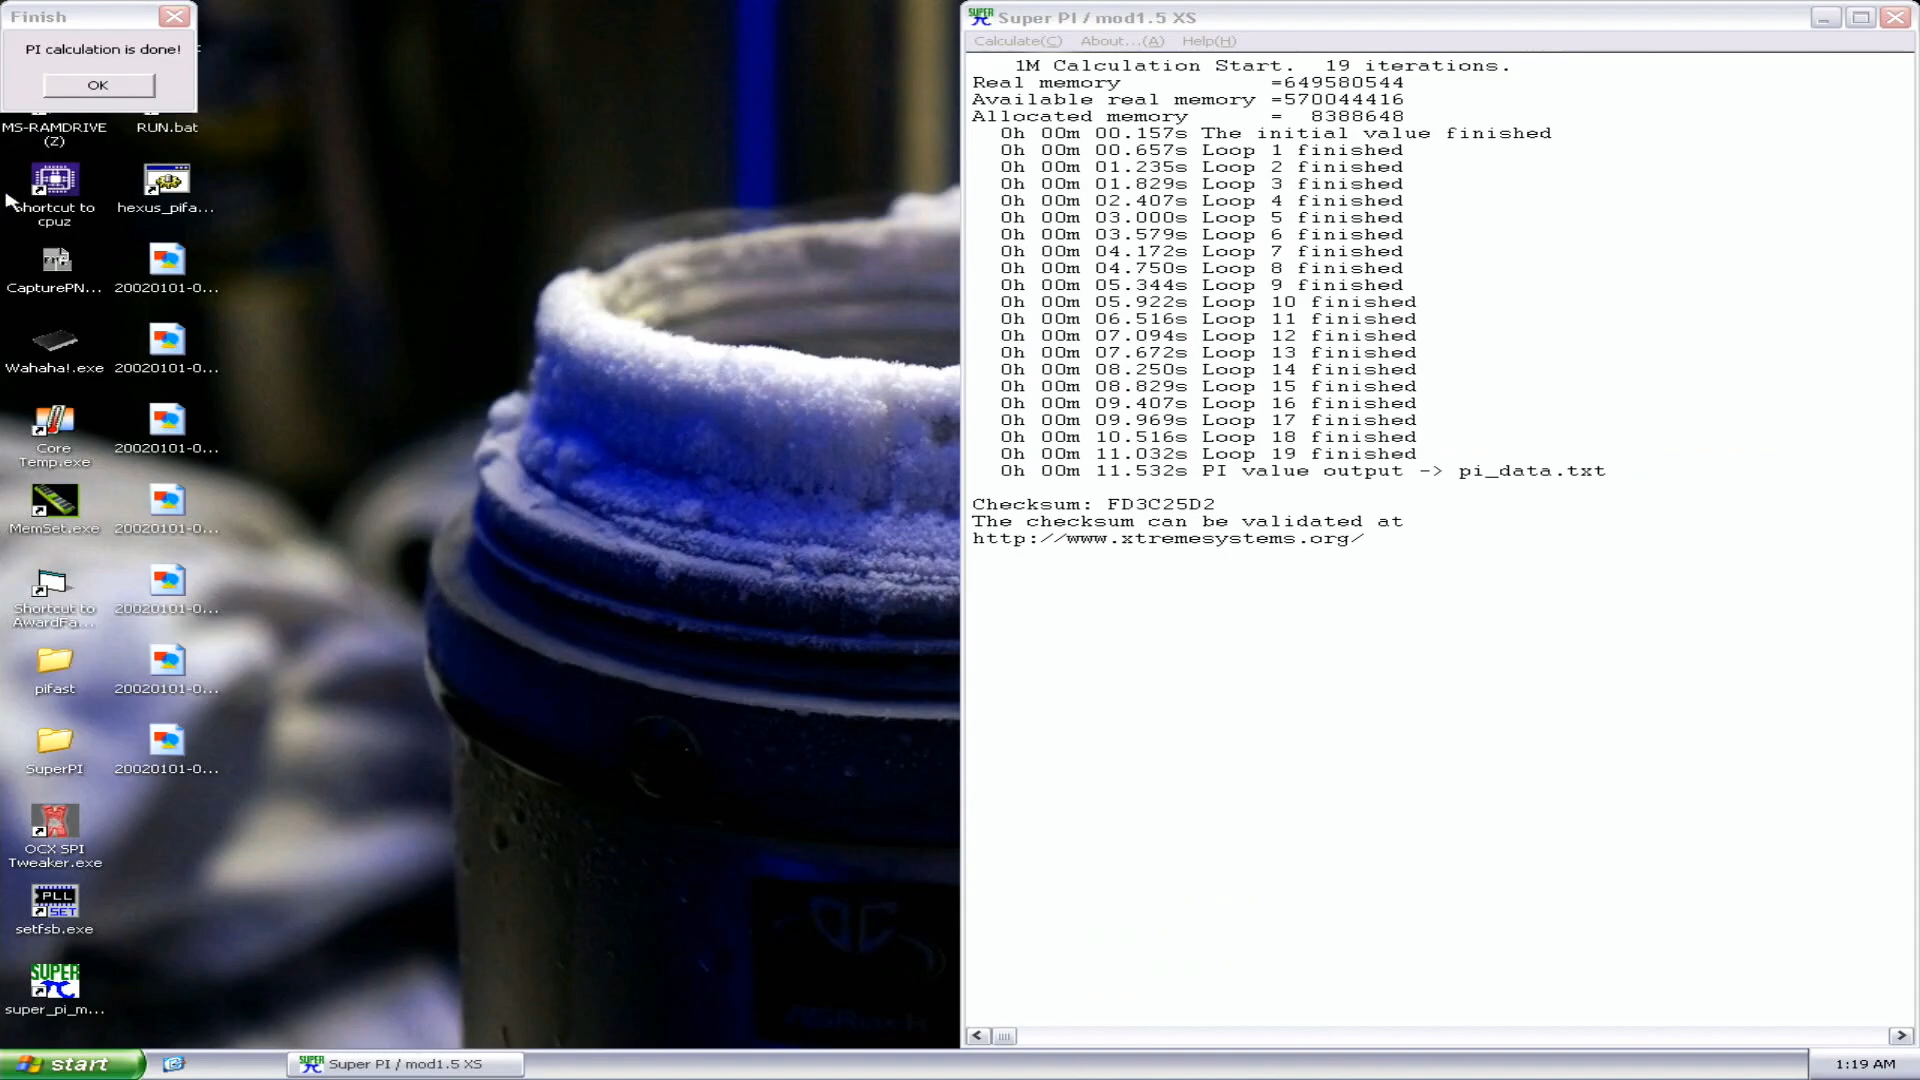 Finish
PI calculation is done!
OK
MS-RAMDRIVE
(Z)
RUN.bat
Shortcut to
cpuz
hexus_pifa...
CapturePN...
20020101-0...
Wahaha!.exe
20020101-0...
Core
Temp.exe
20020101-0...
MemSet.exe
20020101-0...
Shortcut to
AwardFa...
20020101-0...
pifast
20020101-0...
SuperPI
20020101-0...
OCX SPI
Tweaker.exe
PLL
SET
setfsb.exe
SUPER
super_pi_m...
SUPER
Super PI / mod1.5 XS
Calculate(C) About...(A) Help(H)
1M Calculation Start. 19 iterations.
Real memory =649580544
Available real memory =570044416
Allocated memory = 8388648
0h 00m 00.157s The initial value finished
0h 00m 00.657s Loop 1 finished
0h 00m 01.235s Loop 2 finished
0h 00m 01.829s Loop 3 finished
0h 00m 02.407s Loop 4 finished
0h 00m 03.000s Loop 5 finished
0h 00m 03.579s Loop 6 finished
0h 00m 04.172s Loop 7 finished
0h 00m 04.750s Loop 8 finished
0h 00m 05.344s Loop 9 finished
0h 00m 05.922s Loop 10 finished
0h 00m 06.516s Loop 11 finished
0h 00m 07.094s Loop 12 finished
0h 00m 07.672s Loop 13 finished
0h 00m 08.250s Loop 14 finished
0h 00m 08.829s Loop 15 finished
0h 00m 09.407s Loop 16 finished
0h 00m 09.969s Loop 17 finished
0h 00m 10.516s Loop 18 finished
0h 00m 11.032s Loop 19 finished
0h 00m 11.532s PI value output -> pi_data.txt
Checksum: FD3C25D2
The checksum can be validated at
http://www.xtremesystems.org/
start
SUPER
Super PI / mod1.5 XS
1:19 AM